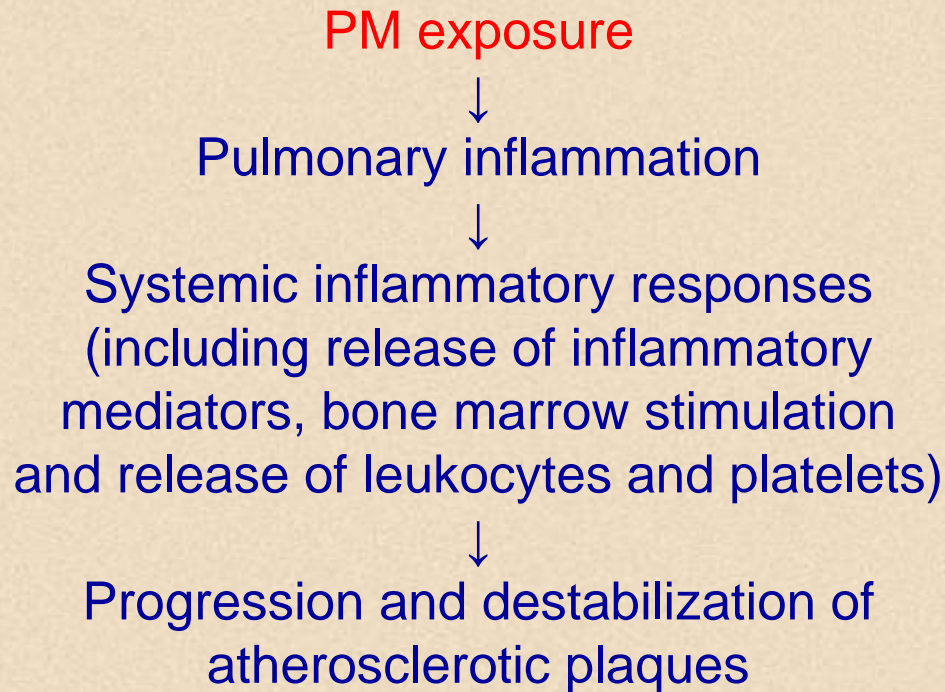 PM exposure
↓
Pulmonary inflammation
↓
Systemic inflammatory responses
(including release of inflammatory
mediators, bone marrow stimulation
and release of leukocytes and platelets)
↓
Progression and destabilization of
atherosclerotic plaques